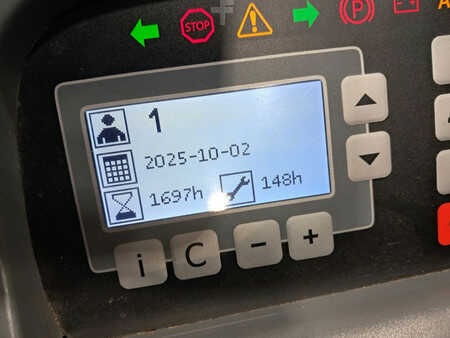 STOP
P
1
2025-10-02
1697h 148h
i C − +